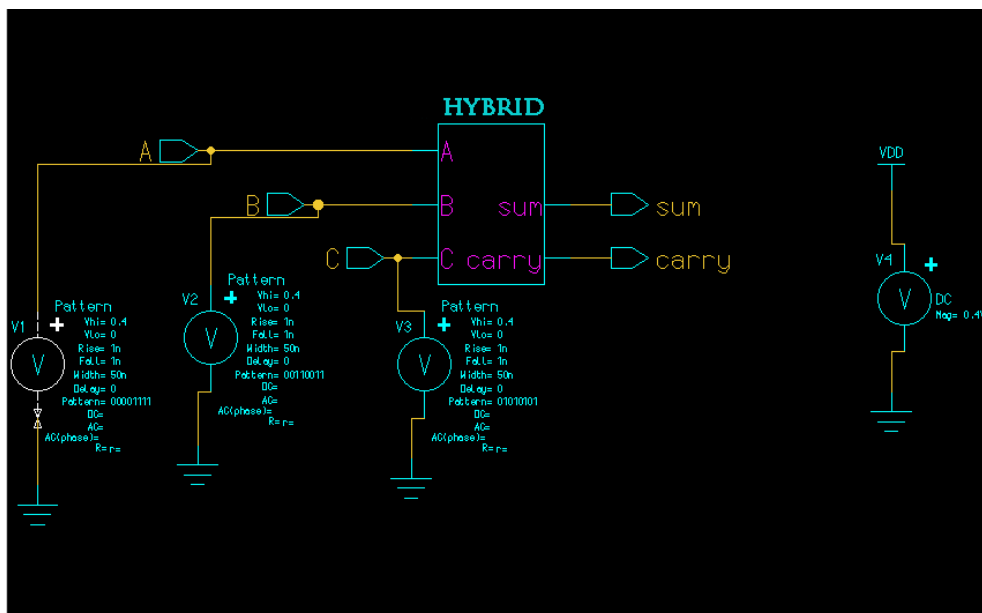 HYBRID
A
A
B
B
sum
sum
C
C
carry
carry
VDD
V1
Pattern
Vhi= 0.4
Vlo= 0
Rise= 1n
Fall= 1n
Width= 50n
Delay= 0
Pattern= 00001111
DC=
AC=
AC(phase)=
R= r=
V
V2
Pattern
Vhi= 0.4
Vlo= 0
Rise= 1n
Fall= 1n
Width= 50n
Delay= 0
Pattern= 00110011
DC=
AC=
AC(phase)=
R= r=
V
V3
Pattern
Vhi= 0.4
Vlo= 0
Rise= 1n
Fall= 1n
Width= 50n
Delay= 0
Pattern= 01010101
DC=
AC=
AC(phase)=
R= r=
V
V4
V
DC
Mag= 0.4V